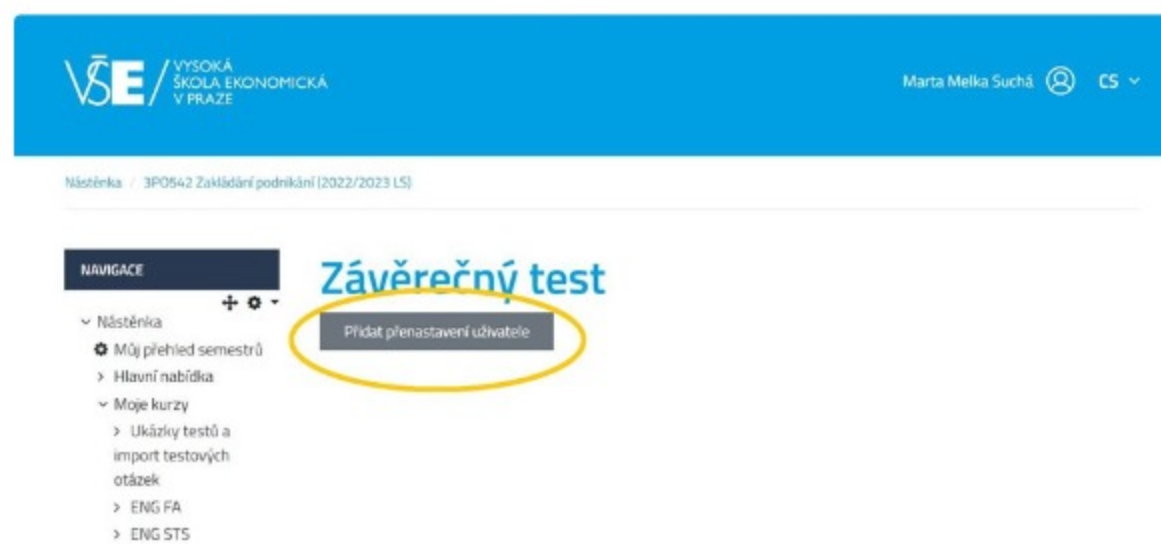 VŠE / VYSOKÁ
ŠKOLA EKONOMICKÁ
V PRAZE
Marta Melka Suchá CS
Nástěnka / 3PO542 Zakládání podnikání (2022/2023 LS)
NAVIGACE
Nástěnka
Můj přehled semestrů
Hlavní nabídka
Moje kurzy
Ukázky testů a
import testových
otázek
ENG FA
ENG STS
Závěrečný test
Přidat přenastavení uživatele